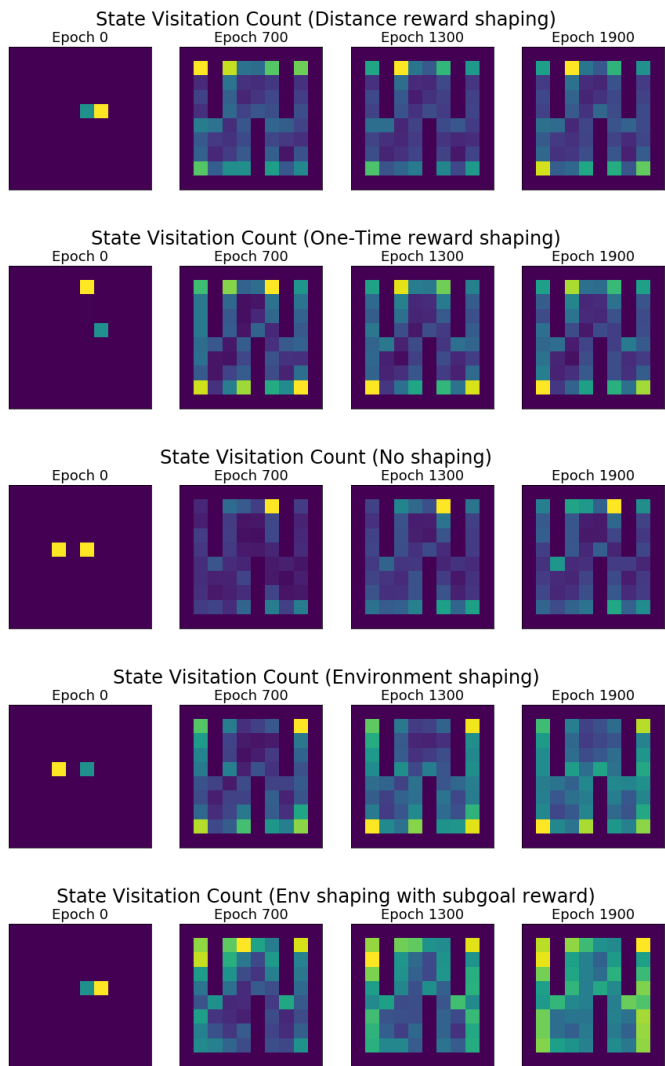 State Visitation Count (Distance reward shaping)
Epoch 0 Epoch 700 Epoch 1300 Epoch 1900
State Visitation Count (One-Time reward shaping)
Epoch 0 Epoch 700 Epoch 1300 Epoch 1900
State Visitation Count (No shaping)
Epoch 0 Epoch 700 Epoch 1300 Epoch 1900
State Visitation Count (Environment shaping)
Epoch 0 Epoch 700 Epoch 1300 Epoch 1900
State Visitation Count (Env shaping with subgoal reward)
Epoch 0 Epoch 700 Epoch 1300 Epoch 1900